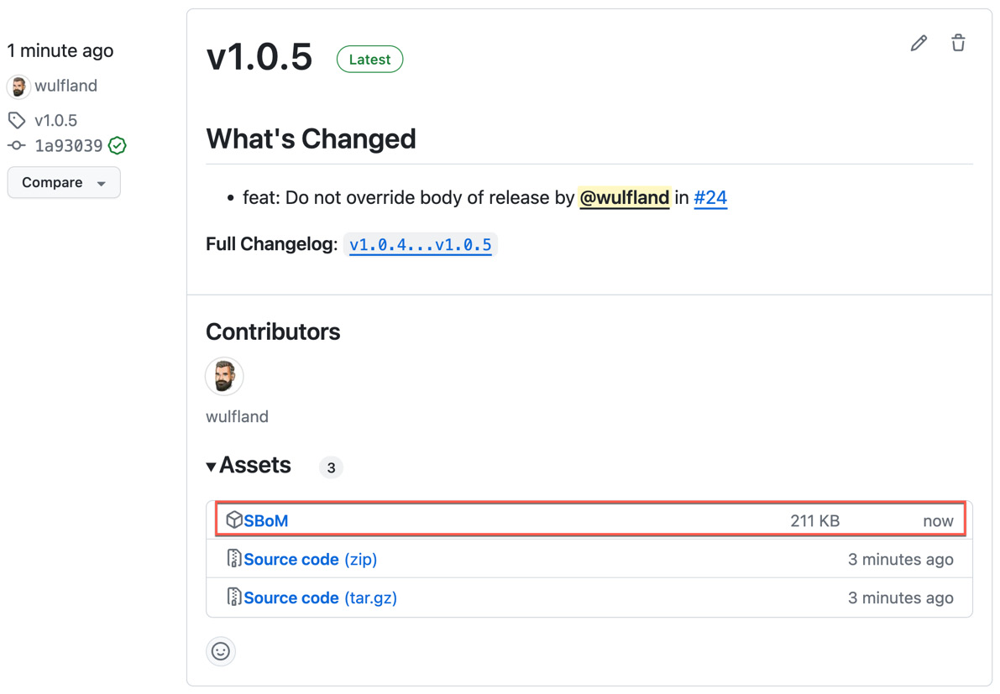 1 minute ago
wulfland
v1.0.5
1a93039
Compare
v1.0.5 Latest
What's Changed
• feat: Do not override body of release by @wulfland in #24
Full Changelog: v1.0.4...v1.0.5
Contributors
wulfland
Assets 3
SBoM 211 KB now
Source code (zip) 3 minutes ago
Source code (tar.gz) 3 minutes ago